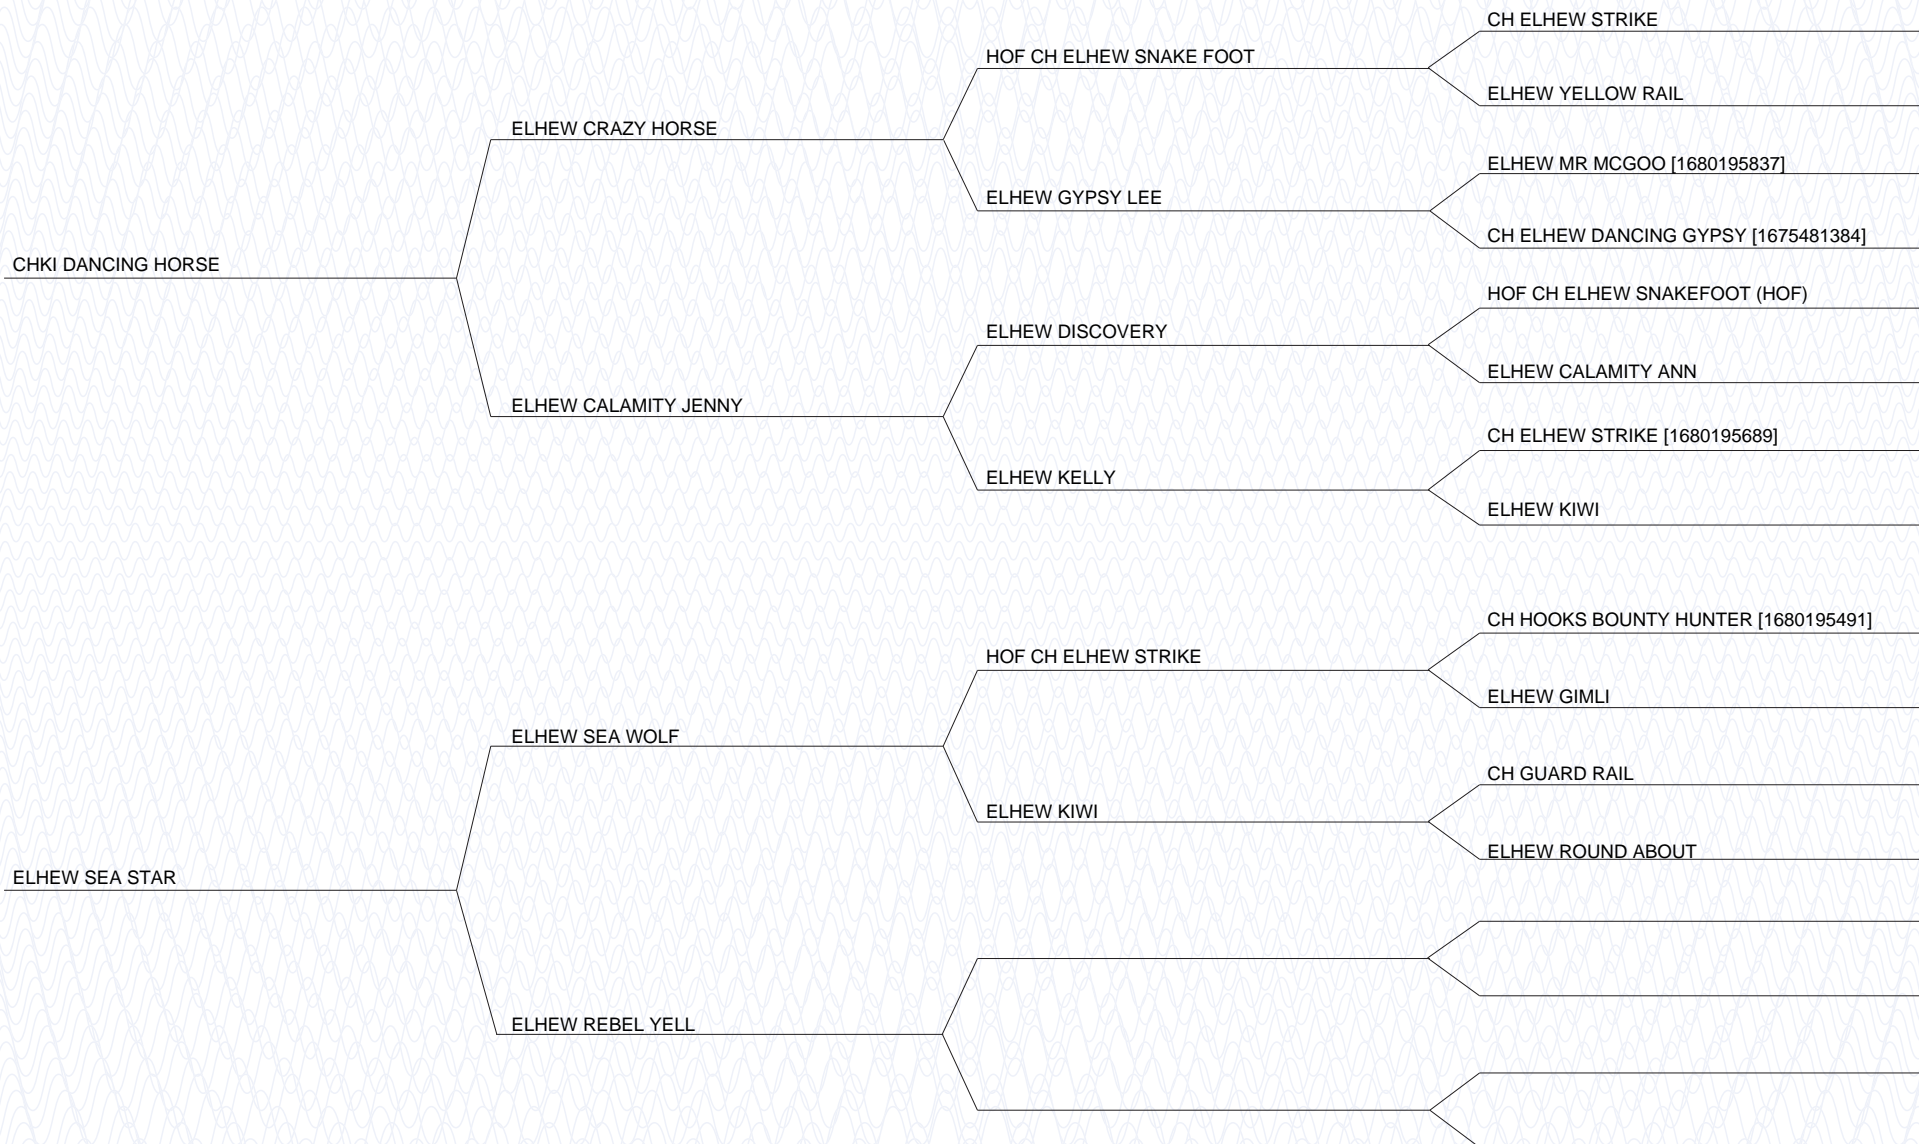 CH ELHEW STRIKE
HOF CH ELHEW SNAKE FOOT
ELHEW YELLOW RAIL
ELHEW CRAZY HORSE
ELHEW MR MCGOO [1680195837]
ELHEW GYPSY LEE
CH ELHEW DANCING GYPSY [1675481384]
CHKI DANCING HORSE
HOF CH ELHEW SNAKEFOOT (HOF)
ELHEW DISCOVERY
ELHEW CALAMITY ANN
ELHEW CALAMITY JENNY
CH ELHEW STRIKE [1680195689]
ELHEW KELLY
ELHEW KIWI
CH HOOKS BOUNTY HUNTER [1680195491]
HOF CH ELHEW STRIKE
ELHEW GIMLI
ELHEW SEA WOLF
CH GUARD RAIL
ELHEW KIWI
ELHEW ROUND ABOUT
ELHEW SEA STAR
ELHEW REBEL YELL